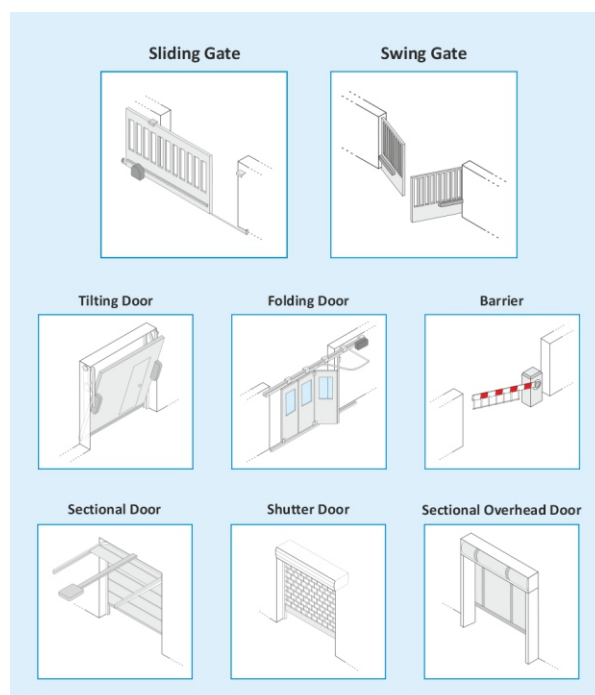 Sliding Gate
Swing Gate
Tilting Door
Folding Door
Barrier
Sectional Door
Shutter Door
Sectional Overhead Door